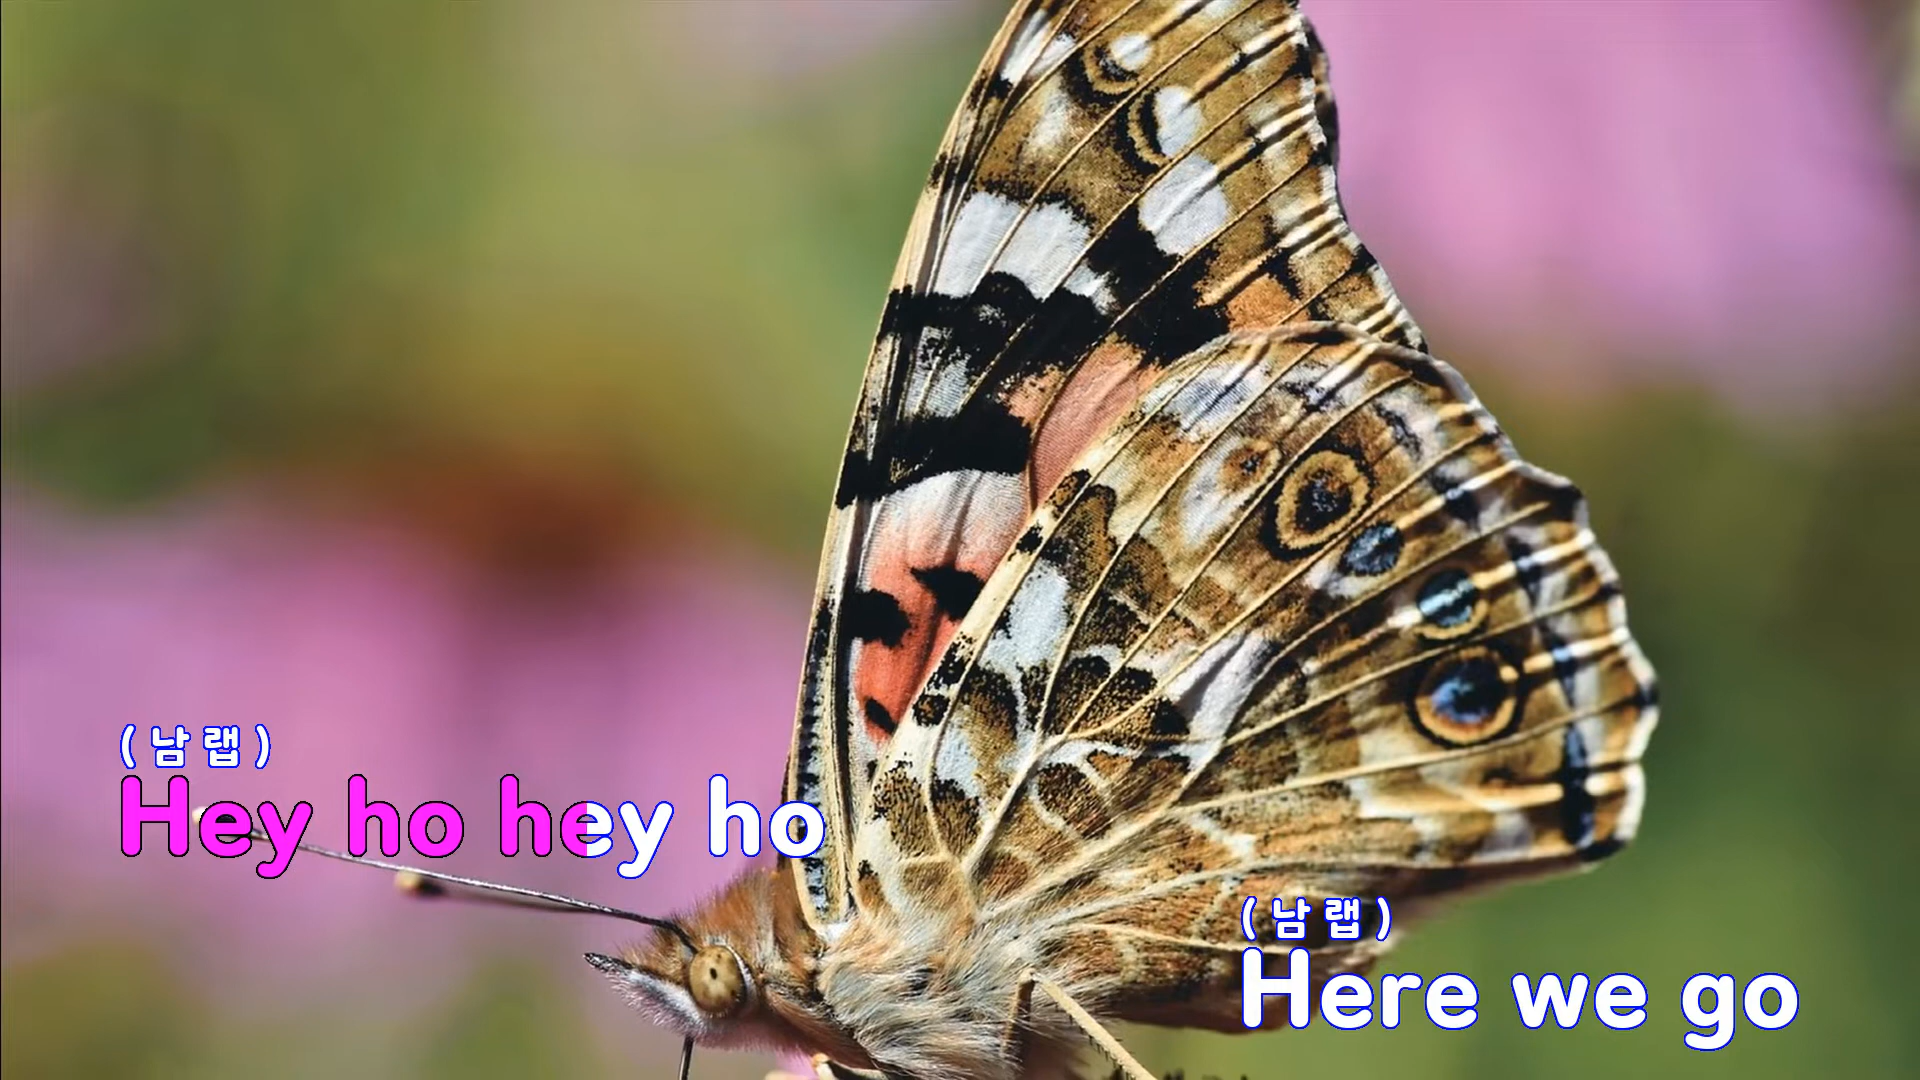 ( 남 랩 )
Hey ho hey ho
( 남 랩 )
Here we go